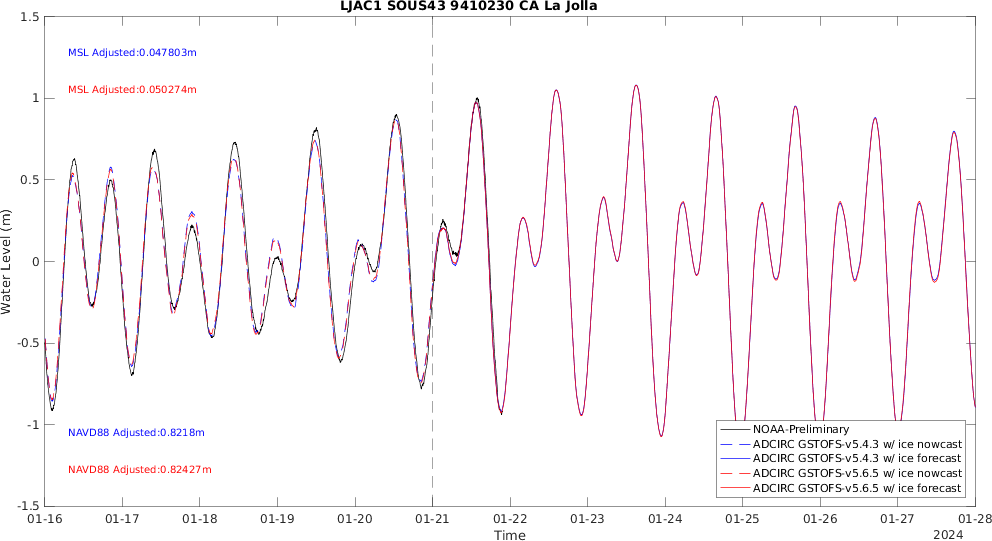 LJAC1 SOUS43 9410230 CA La Jolla
1.5
1
0.5
0
-0.5
-1
-1.5
Water Level (m)
MSL Adjusted:0.047803m
MSL Adjusted:0.050274m
NAVD88 Adjusted:0.8218m
NAVD88 Adjusted:0.82427m
NOAA-Preliminary
ADCIRC GSTOFS-v5.4.3 w/ ice nowcast
ADCIRC GSTOFS-v5.4.3 w/ ice forecast
ADCIRC GSTOFS-v5.6.5 w/ ice nowcast
ADCIRC GSTOFS-v5.6.5 w/ ice forecast
01-16 01-17 01-18 01-19 01-20 01-21 01-22 01-23 01-24 01-25 01-26 01-27 01-28
Time
2024